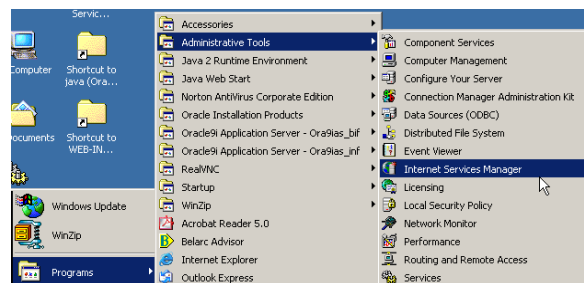 Servic...
Computer
Shortcut to
java (Ora...
ocuments
Shortcut to
WEB-IN...
Windows Update
WinZip
Programs
Accessories
Administrative Tools
Java 2 Runtime Environment
Java Web Start
Norton AntiVirus Corporate Edition
Oracle Installation Products
Oracle9i Application Server - Ora9ias_bif
Oracle9i Application Server - Ora9ias_inf
RealVNC
Startup
WinZip
Acrobat Reader 5.0
Belarc Advisor
Internet Explorer
Outlook Express
Component Services
Computer Management
Configure Your Server
Connection Manager Administration Kit
Data Sources (ODBC)
Distributed File System
Event Viewer
Internet Services Manager
Licensing
Local Security Policy
Network Monitor
Performance
Routing and Remote Access
Services